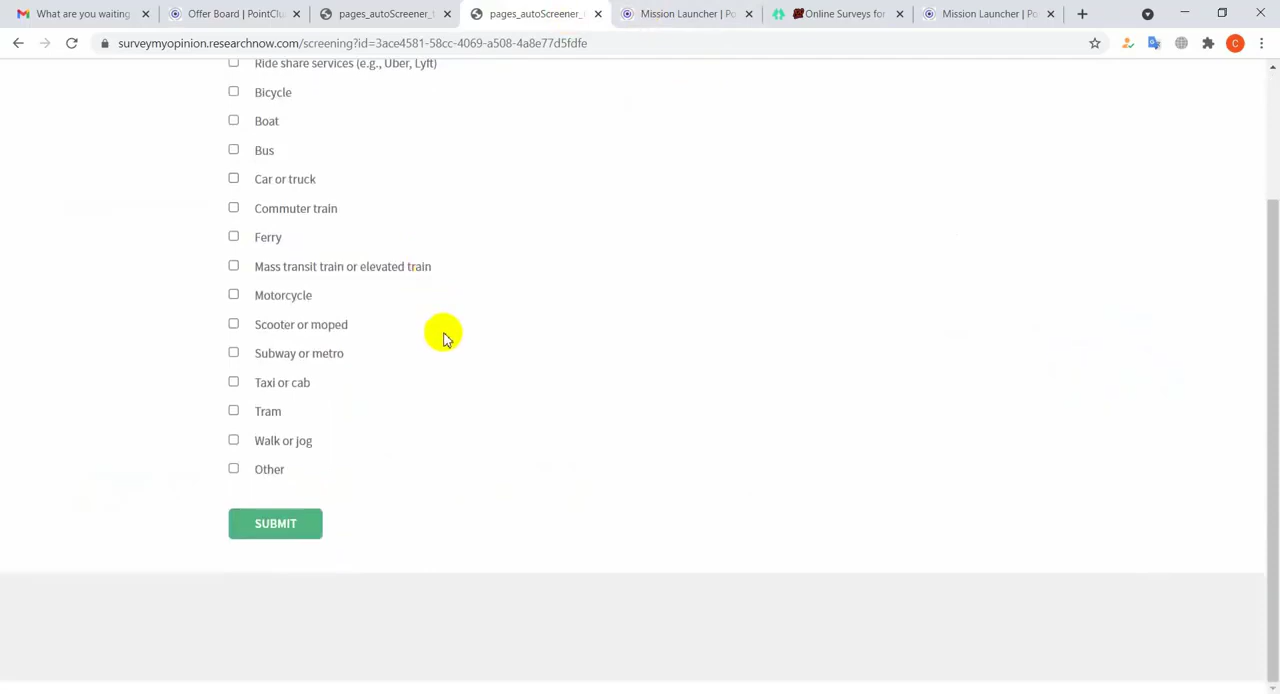 What are you waiting
Offer Board | PointClu
pages_autoScreener_
pages_autoScreener_
Mission Launcher | Po
Online Surveys for
Mission Launcher | Po
surveymyopinion.researchnow.com/screening?id=3ace4581-58cc-4069-a508-4a8e77d5fdfe
C
Ride share services (e.g., Uber, Lyft)
Bicycle
Boat
Bus
Car or truck
Commuter train
Ferry
Mass transit train or elevated train
Motorcycle
Scooter or moped
Subway or metro
Taxi or cab
Tram
Walk or jog
Other
SUBMIT